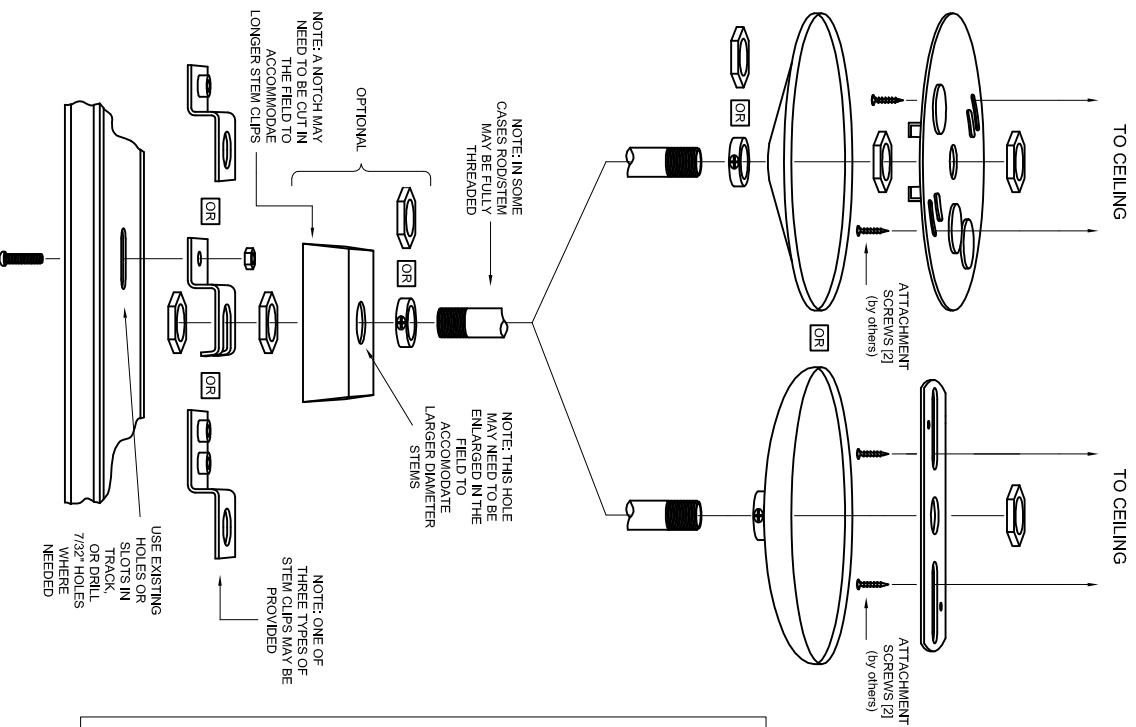 TO CEILING
TO CEILING
ATTACHMENT
SCREWS [2]
(by others)
ATTACHMENT
SCREWS [2]
(by others)
OR
OR
NOTE: IN SOME
CASES ROD/STEM
MAY BE FULLY
THREADED
OPTIONAL
OR
NOTE: THIS HOLE
MAY NEED TO BE
ENLARGED IN THE
FIELD TO
ACCOMODATE
LARGER DIAMETER
STEMS
NOTE: A NOTCH MAY
NEED TO BE CUT IN
THE FIELD TO
ACCOMMODAE
LONGER STEM CLIPS
OR
OR
NOTE: ONE OF
THREE TYPES OF
STEM CLIPS MAY BE
PROVIDED
USE EXISTING
HOLES OR
SLOTS IN
TRACK,
OR DRILL
7/32" HOLES
WHERE
NEEDED